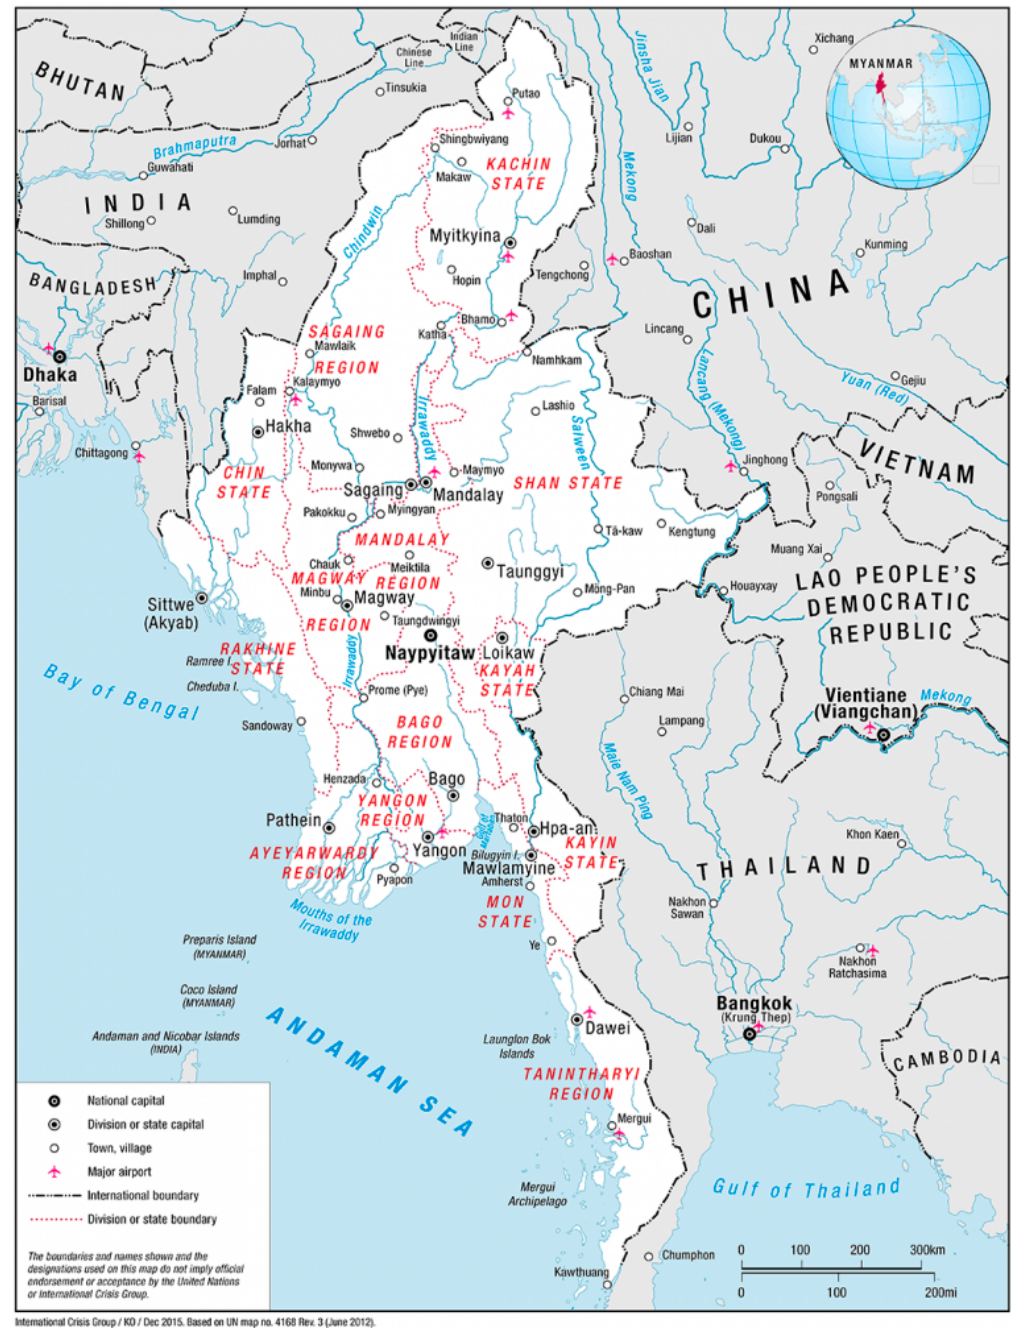 Xichang
Indian
Line
Chinese
Line
MYANMAR
BHUTAN
Jinsha Jian
Tinsukia
Putao
Brahmaputra
Jorhat
Shingbwiyang
Lijian
Dukou
Guwahati
Makaw
KACHIN
STATE
Mekong
INDIA
Shillong
Lumding
Chindwin
Myitkyina
Dali
Baoshan
Kunming
Imphal
Hopin
Tengchong
BANGLADESH
CHINA
SAGAING
REGION
Mawlaik
Katha
Bhamo
Lincang
Namhkam
Dhaka
Lancang (Mekong)
Yuan (Red)
Gejiu
Barisal
Falam
Kalaymyo
Irrawaddy
Lashio
Salween
Hakha
Shwebo
Chittagong
VIETNAM
Jinghong
CHIN
STATE
Monywa
Maymyo
SHAN STATE
Sagaing
Mandalay
Pongsali
Pakokku
Myingyan
Tā-kaw
Kengtung
MANDALAY
REGION
Muang Xai
Chauk
Meiktila
Taunggyi
MAGWAY
REGION
Minbu
Magway
Möng-Pan
Houayxay
LAO PEOPLE'S
DEMOCRATIC
REPUBLIC
Sittwe
(Akyab)
Taungdwingyi
Naypyitaw
Loikaw
RAKHINE
STATE
Ramree I.
Irrawaddy
KAYAH
STATE
Bay of Bengal
Cheduba I.
Prome (Pye)
Chiang Mai
Vientiane
(Viangchan)
Mekong
Sandoway
BAGO
REGION
Lampang
Maie Nam Ping
Henzada
Bago
YANGON
REGION
Pathein
Gulf of
Martaban
Thaton
Hpa-an
Khon Kaen
Yangon
KAYIN
STATE
AYEYARWARDY
REGION
Bilugyin I.
Mawlamyine
THAILAND
Pyapon
Amherst
Mouths of the
Irrawaddy
MON
STATE
Nakhon
Sawan
Preparis Island
(MYANMAR)
Ye
Nakhon
Ratchasima
Coco Island
(MYANMAR)
Bangkok
(Krung Thep)
Andaman and Nicobar Islands
(INDIA)
ANDAMAN SEA
Dawei
Launglon Bok
Islands
CAMBODIA
TANINTHARYI
REGION
Mergui
Mergui
Archipelago
Gulf of Thailand
Chumphon
Kawthuang
National capital
Division or state capital
Town, village
Major airport
International boundary
Division or state boundary
The boundaries and names shown and the
designations used on this map do not imply official
endorsement or acceptance by the United Nations
or International Crisis Group.
0 100 200 300km
0 100 200mi
International Crisis Group / KO / Dec 2015. Based on UN map no. 4168 Rev. 3 (June 2012).